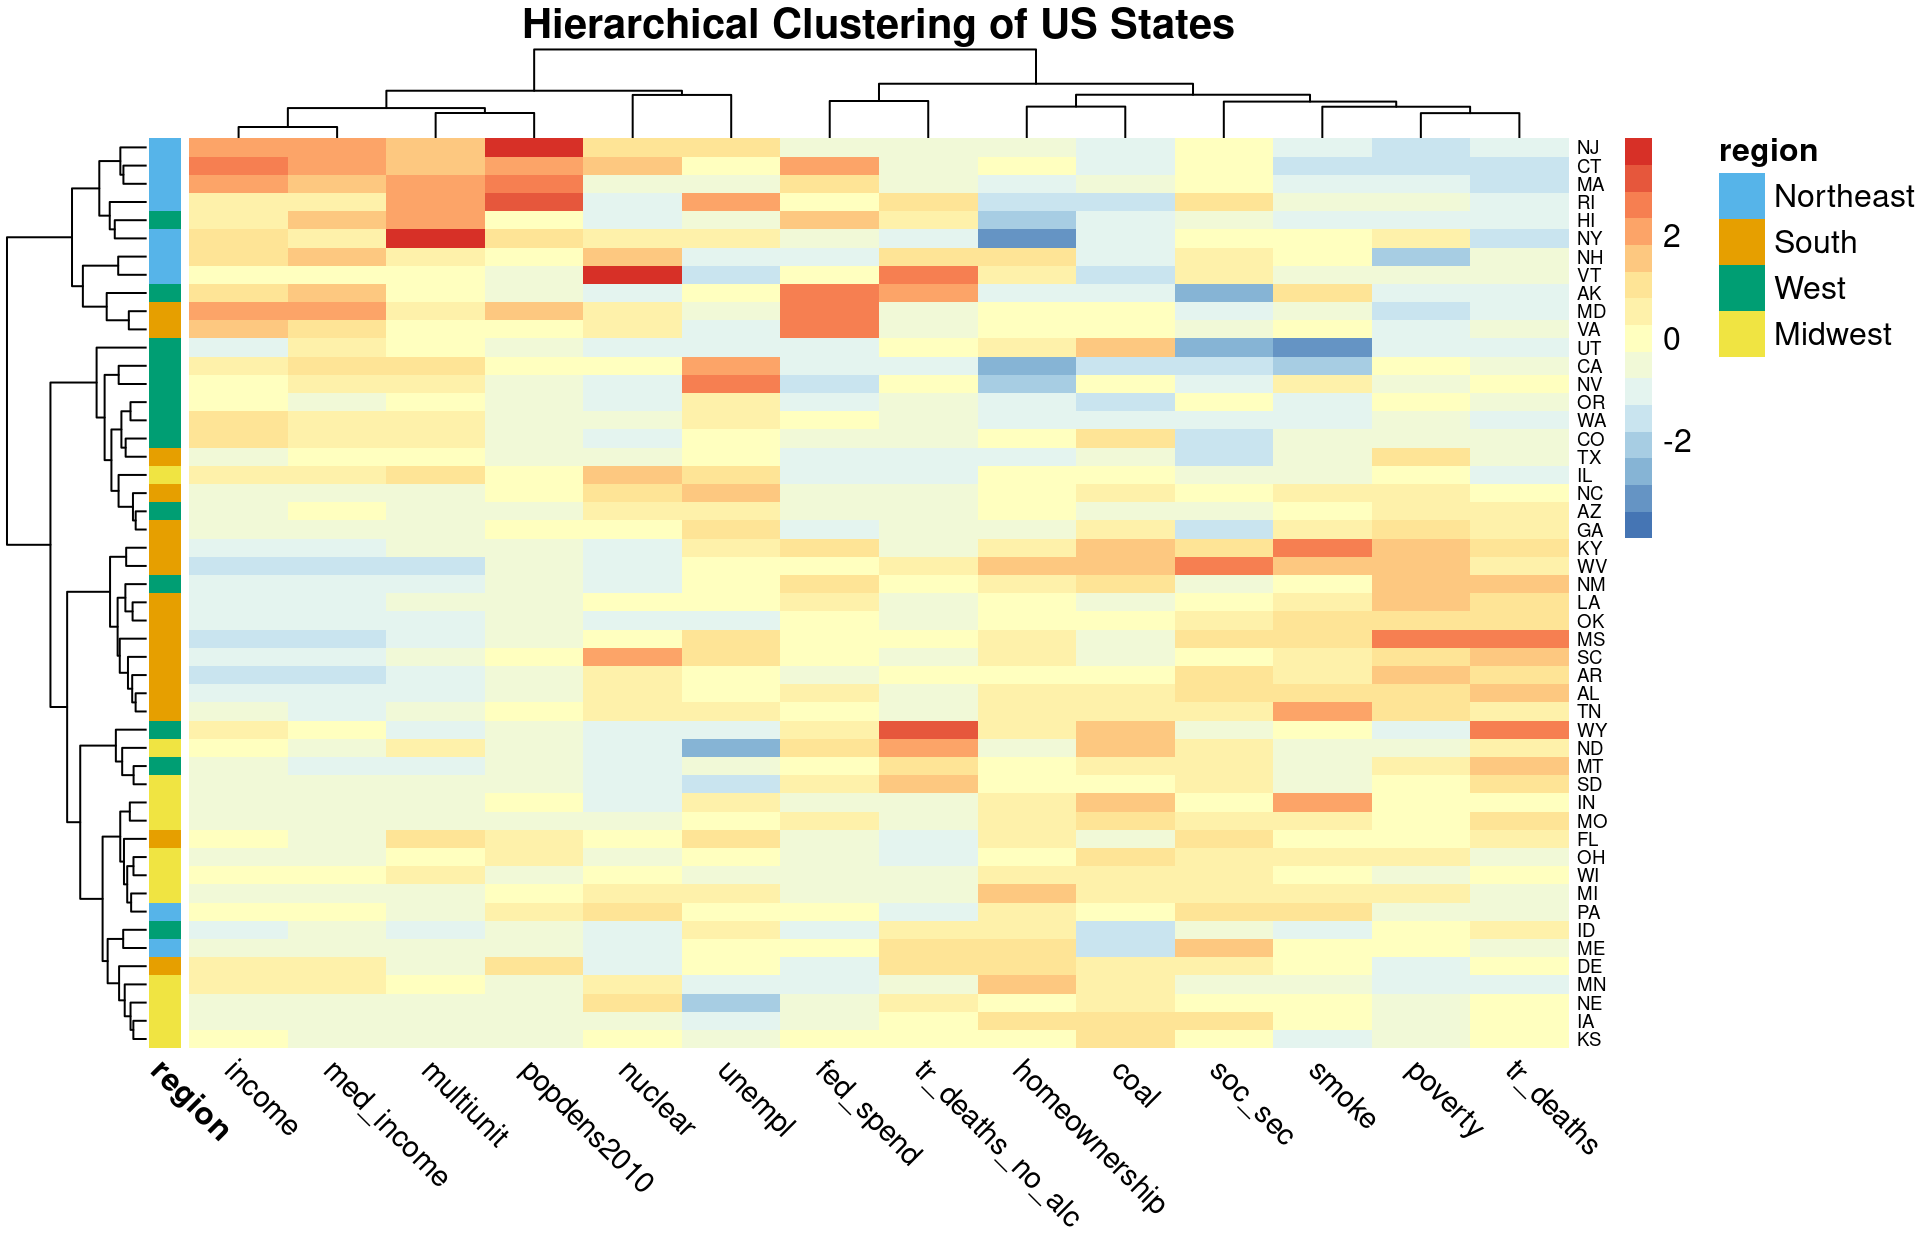 Hierarchical Clustering of US States
NJ
CT
MA
RI
HI
NY
NH
VT
AK
MD
VA
UT
CA
NV
OR
WA
CO
TX
IL
NC
AZ
GA
KY
WV
NM
LA
OK
MS
SC
AR
AL
TN
WY
ND
MT
SD
IN
MO
FL
OH
WI
MI
PA
ID
ME
DE
MN
NE
IA
KS
2
0
-2
region
Northeast
South
West
Midwest
region
income
med_income
multiunit
popdens2010
nuclear
unempl
fed_spend
tr_deaths_no_alc
homeownership
coal
soc_sec
smoke
poverty
tr_deaths